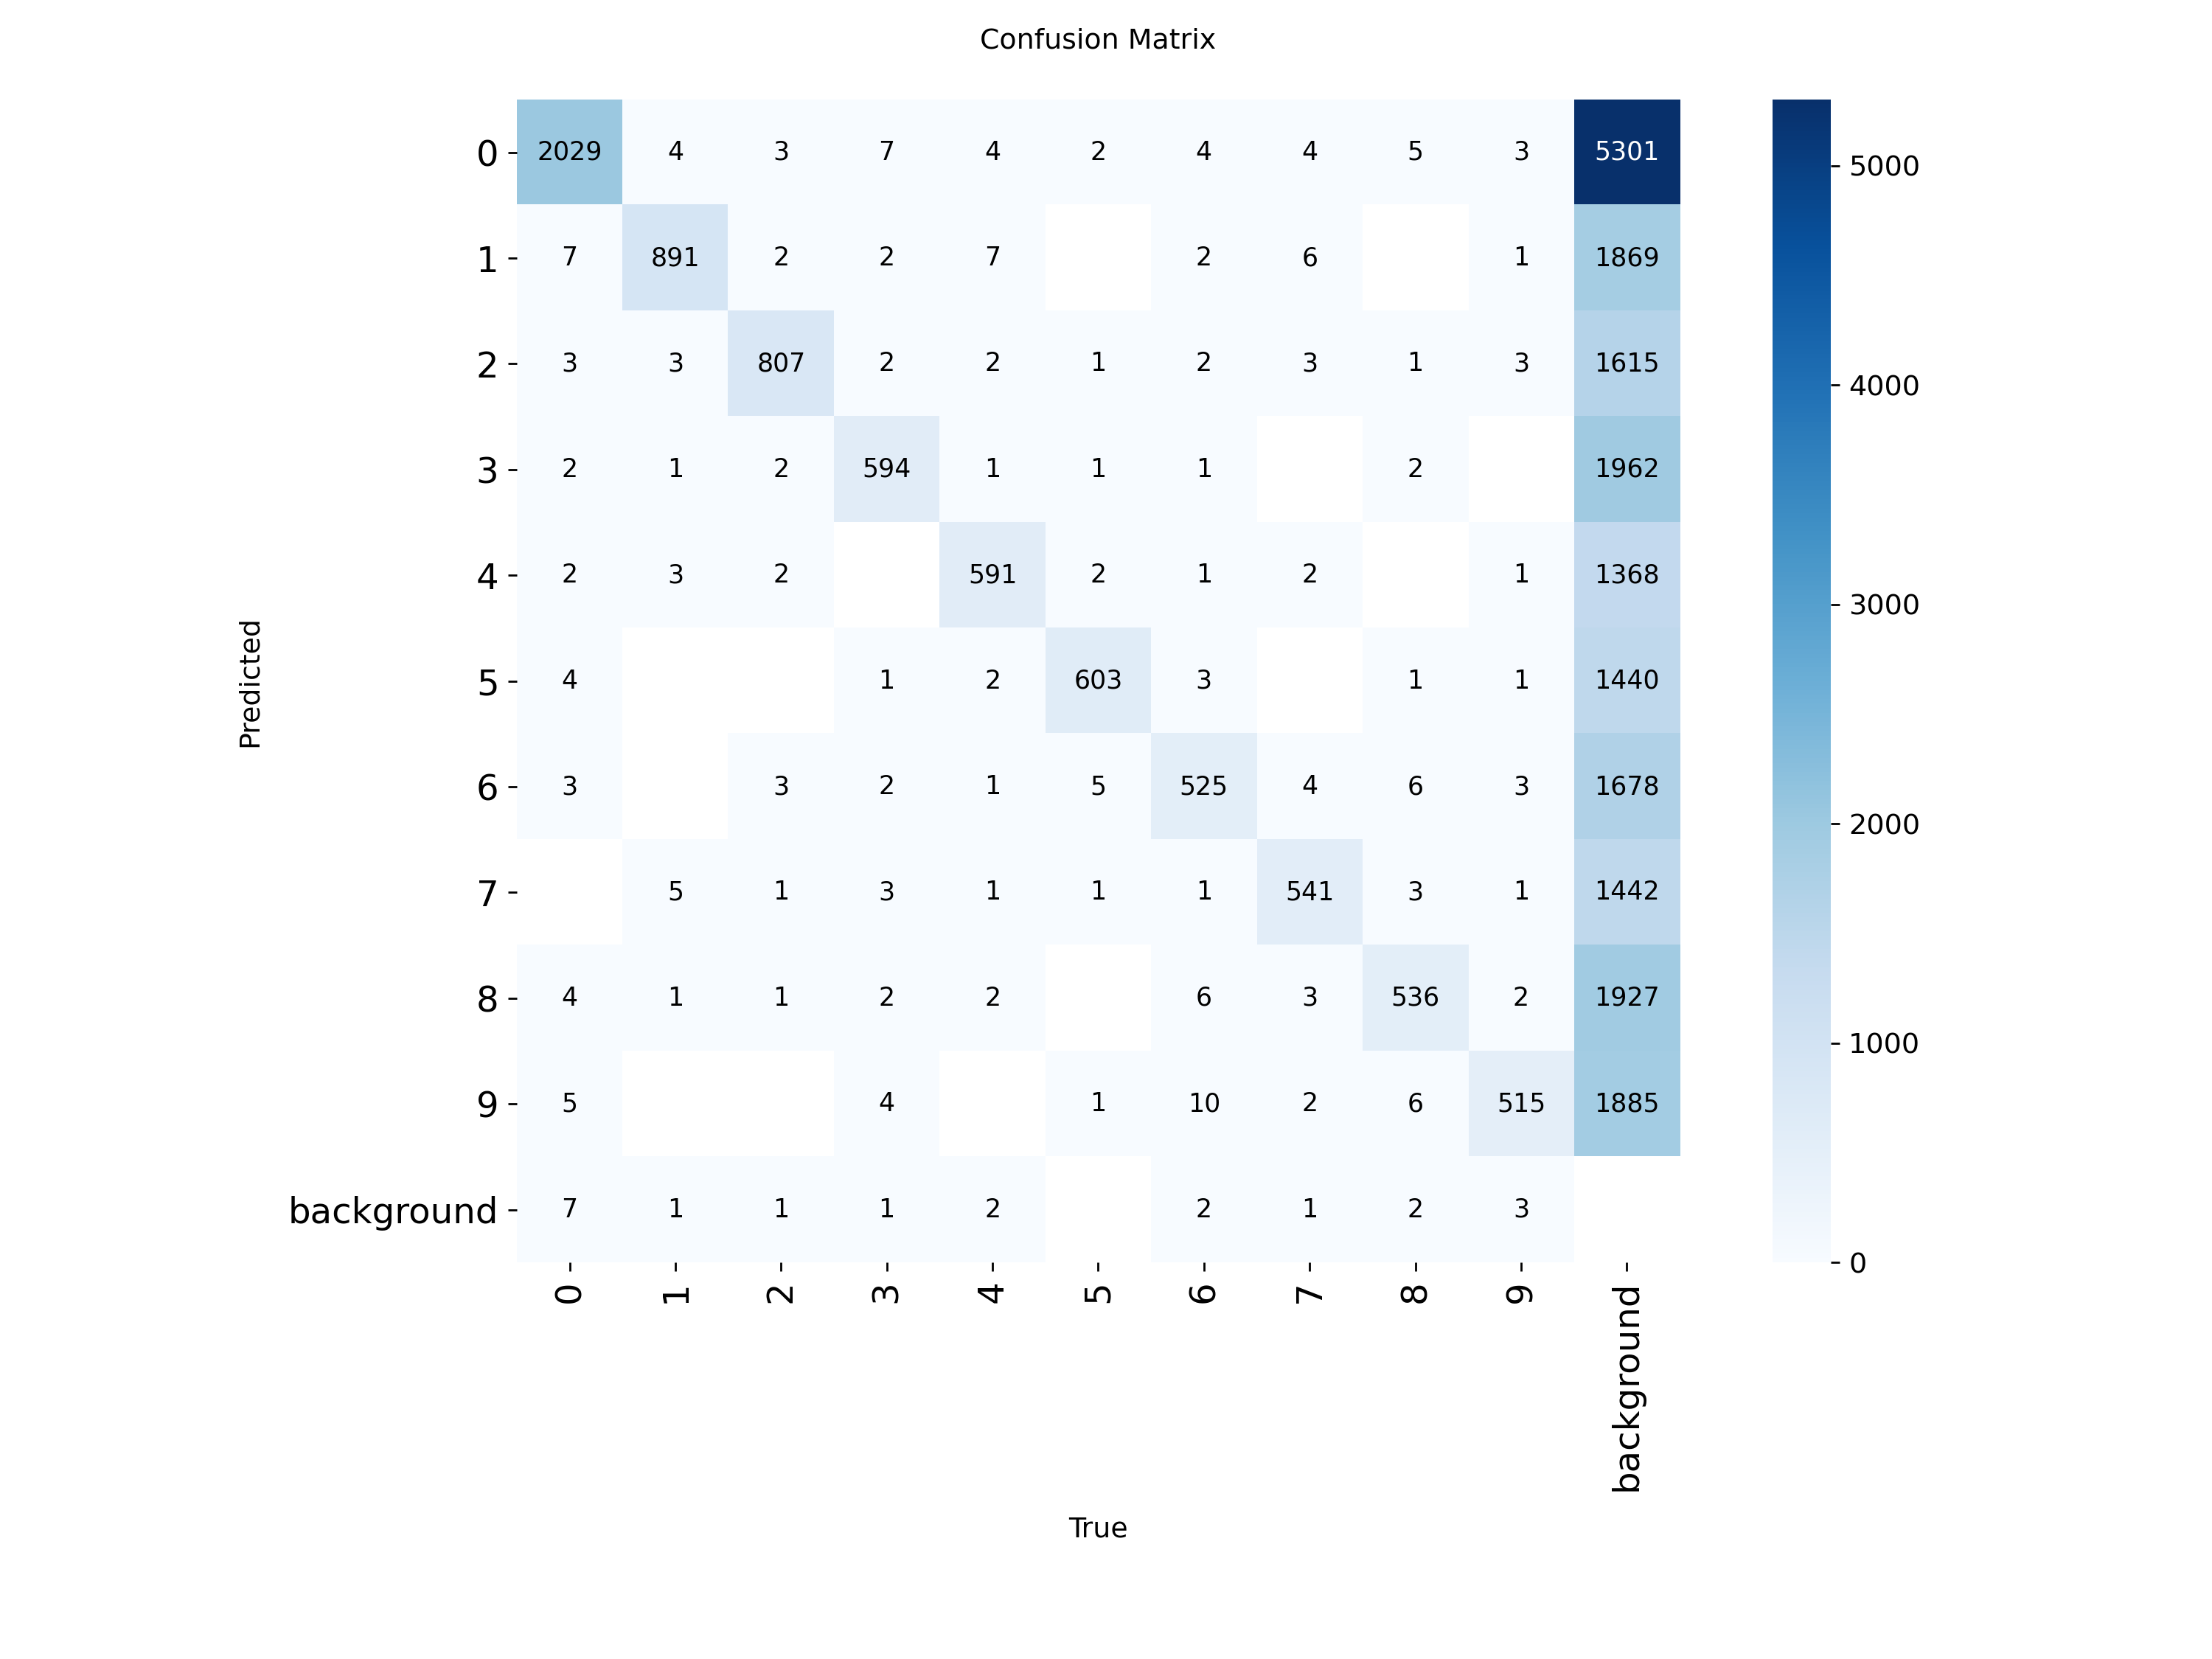 Confusion Matrix
0 2029 4 3 7 4 2 4 4 5 3 5301
1 7 891 2 2 7 2 6 1 1869
2 3 3 807 2 2 1 2 3 1 3 1615
3 2 1 2 594 1 1 1 2 1962
4 2 3 2 591 2 1 2 1 1368
5 4 1 2 603 3 1 1 1440
6 3 3 2 1 5 525 4 6 3 1678
7 5 1 3 1 1 1 541 3 1 1442
8 4 1 1 2 2 6 3 536 2 1927
9 5 4 1 10 2 6 515 1885
background 7 1 1 1 2 2 1 2 3
0 1 2 3 4 5 6 7 8 9 background
Predicted
True
5000
4000
3000
2000
1000
0